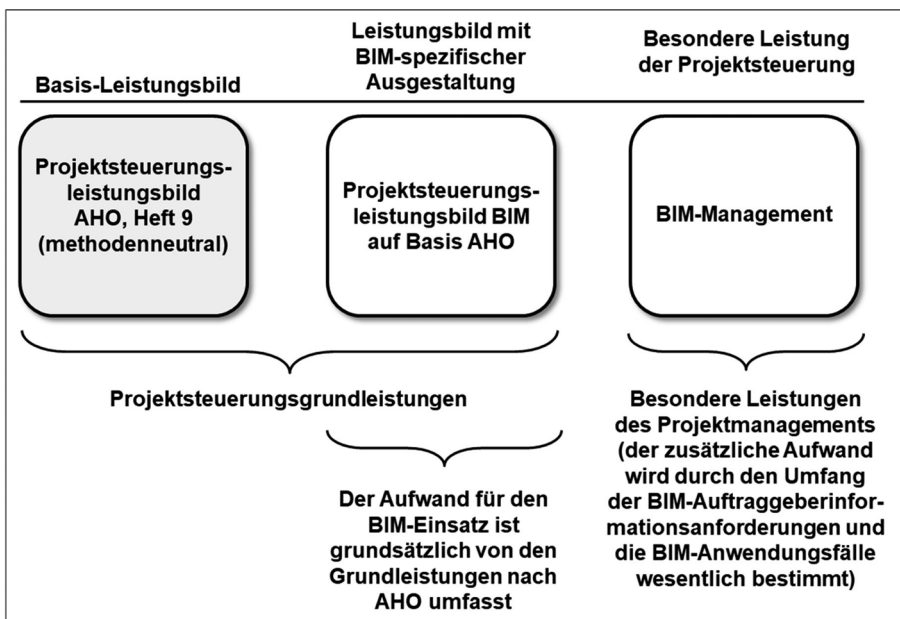 Basis-Leistungsbild
Leistungsbild mit
BIM-spezifischer
Ausgestaltung
Besondere Leistung
der Projektsteuerung
Projektsteuerungs-
leistungsbild
AHO, Heft 9
(methodenneutral)
Projektsteuerungs-
leistungsbild BIM
auf Basis AHO
BIM-Management
Projektsteuerungsgrundleistungen
Der Aufwand für den
BIM-Einsatz ist
grundsätzlich von den
Grundleistungen nach
AHO umfasst
Besondere Leistungen
des Projektmanagements
(der zusätzliche Aufwand
wird durch den Umfang
der BIM-Auftraggeberinfor-
mationsanforderungen und
die BIM-Anwendungsfälle
wesentlich bestimmt)